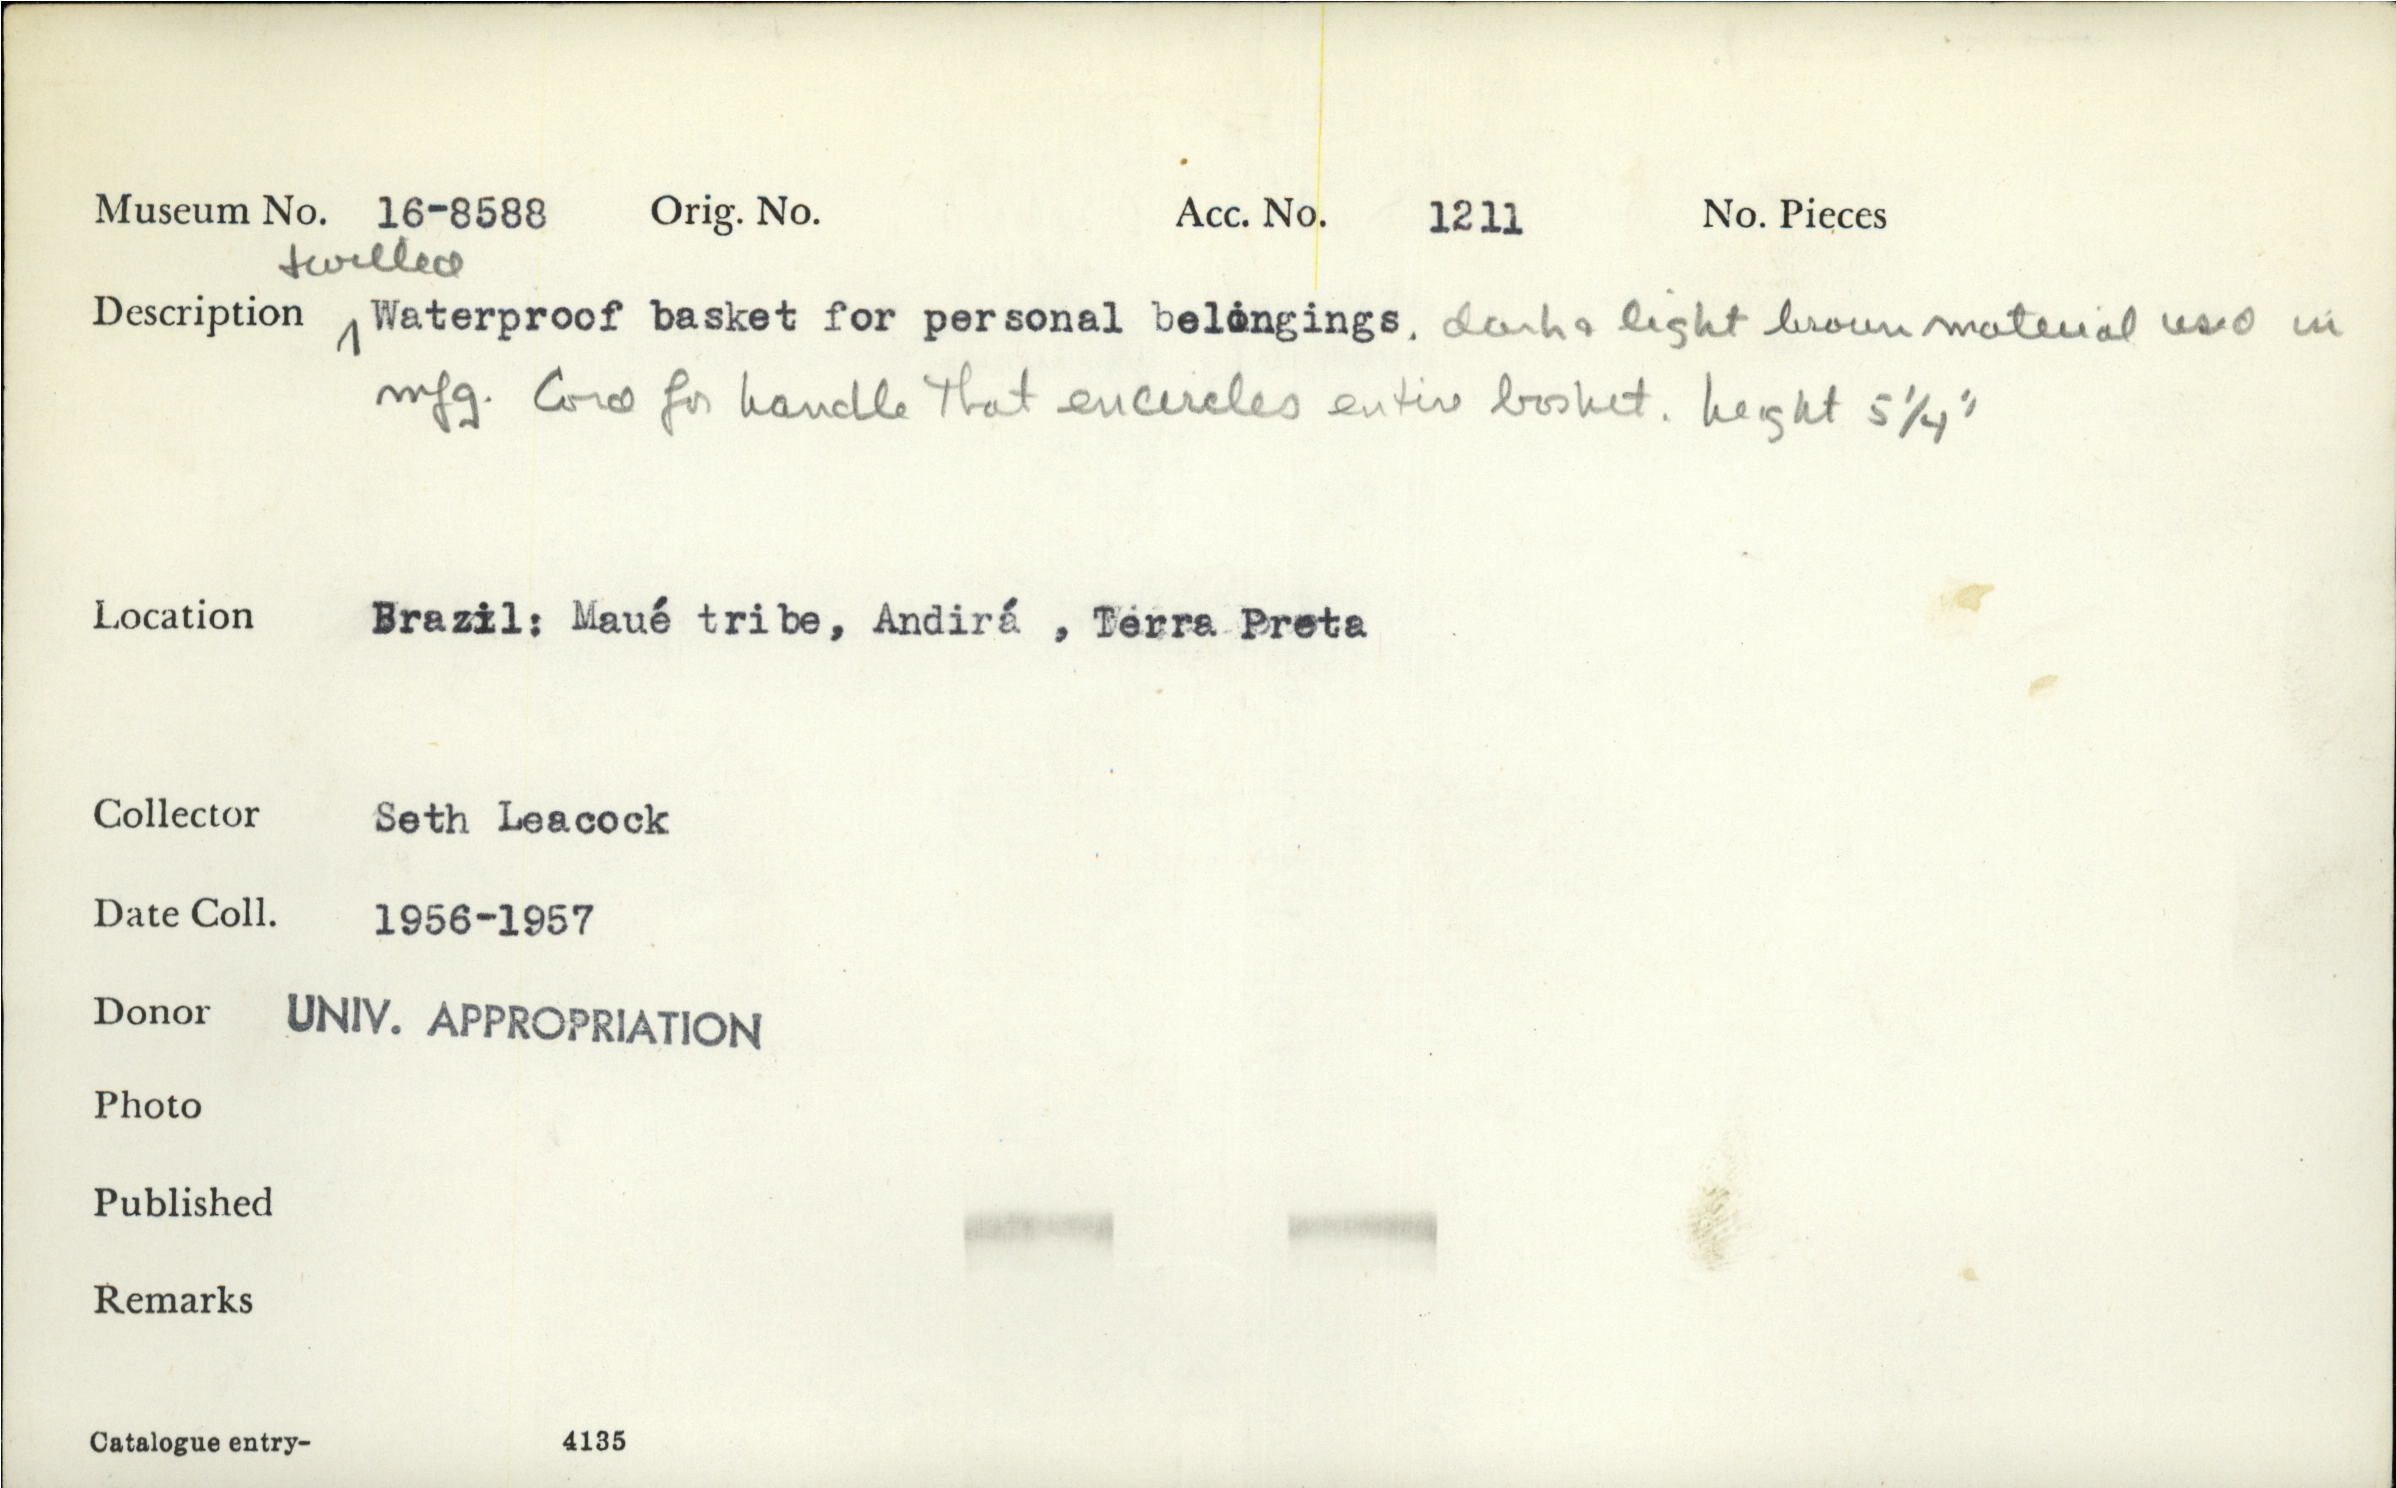 Museum No. 16-8588 Orig. No. Acc. No. 1211 No. Pieces
twilled
Description Waterproof basket for personal belongings. dark & light brown material used in
mfg. Cord for handle that encircles entire basket. height 5 1/4"
Location Brazil: Maué tribe, Andirá , Terra Preta
Collector Seth Leacock
Date Coll. 1956-1957
Donor UNIV. APPROPRIATION
Photo
Published
Remarks
Catalogue entry- 4135